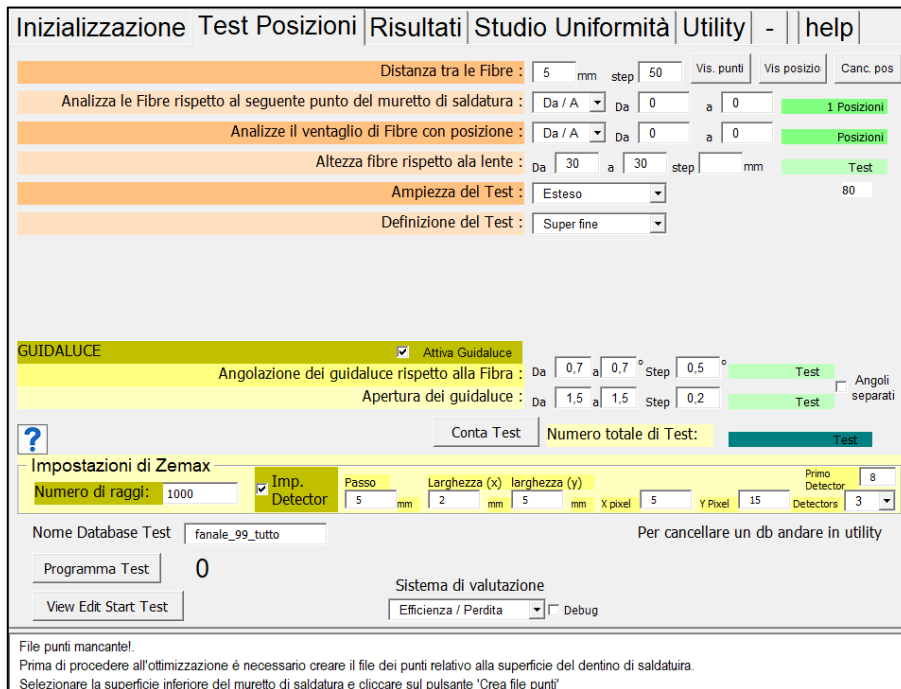 Inizializzazione Test Posizioni Risultati Studio Uniformità Utility - help
Distanza tra le Fibre : 5 mm step 50 Vis. punti Vis posizio Canc. pos
Analizza le Fibre rispetto al seguente punto del muretto di saldatura : Da / A Da 0 a 0 1 Posizioni
Analizze il ventaglio di Fibre con posizione : Da / A Da 0 a 0 Posizioni
Altezza fibre rispetto ala lente : Da 30 a 30 step mm Test
Ampiezza del Test : Esteso 80
Definizione del Test : Super fine
GUIDALUCE Attiva Guidaluce
Angolazione dei guidaluce rispetto alla Fibra : Da 0,7 a 0,7 ° Step 0,5 ° Test Angoli
Apertura dei guidaluce : Da 1,5 a 1,5 Step 0,2 Test separati
? Conta Test Numero totale di Test: Test
Impostazioni di Zemax
Numero di raggi: 1000 Imp. Detector Passo 5 mm Larghezza (x) 2 mm larghezza (y) 5 mm X pixel 5 Y Pixel 15 Primo Detector 8 Detectors 3
Nome Database Test fanale_99_tutto Per cancellare un db andare in utility
Programma Test 0
Sistema di valutazione
View Edit Start Test Efficienza / Perdita Debug
File punti mancante!.
Prima di procedere all'ottimizzazione é necessario creare il file dei punti relativo alla superficie del dentino di saldatuira.
Selezionare la superficie inferiore del muretto di saldatura e cliccare sul pulsante 'Crea file punti'